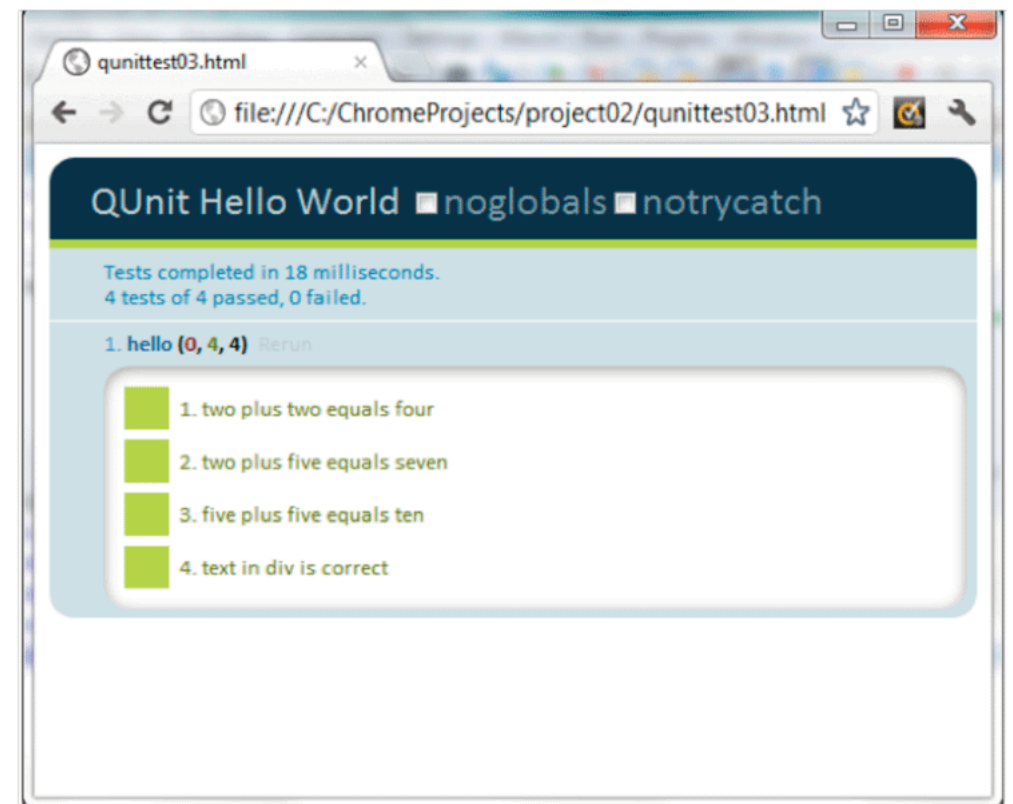 qunittest03.html
file:///C:/ChromeProjects/project02/qunittest03.html
QUnit Hello World noglobals notrycatch
Tests completed in 18 milliseconds.
4 tests of 4 passed, 0 failed.
1. hello (0, 4, 4) Rerun
1. two plus two equals four
2. two plus five equals seven
3. five plus five equals ten
4. text in div is correct